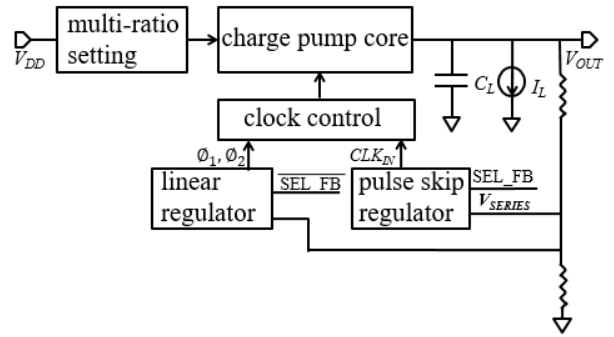 multi-ratio
setting
charge pump core
V_DD
V_OUT
C_L
I_L
clock control
∅₁, ∅₂
CLK_IN
linear
regulator
S̅E̅L̅ ̅F̅B̅
pulse skip
regulator
SEL_FB
V_SERIES